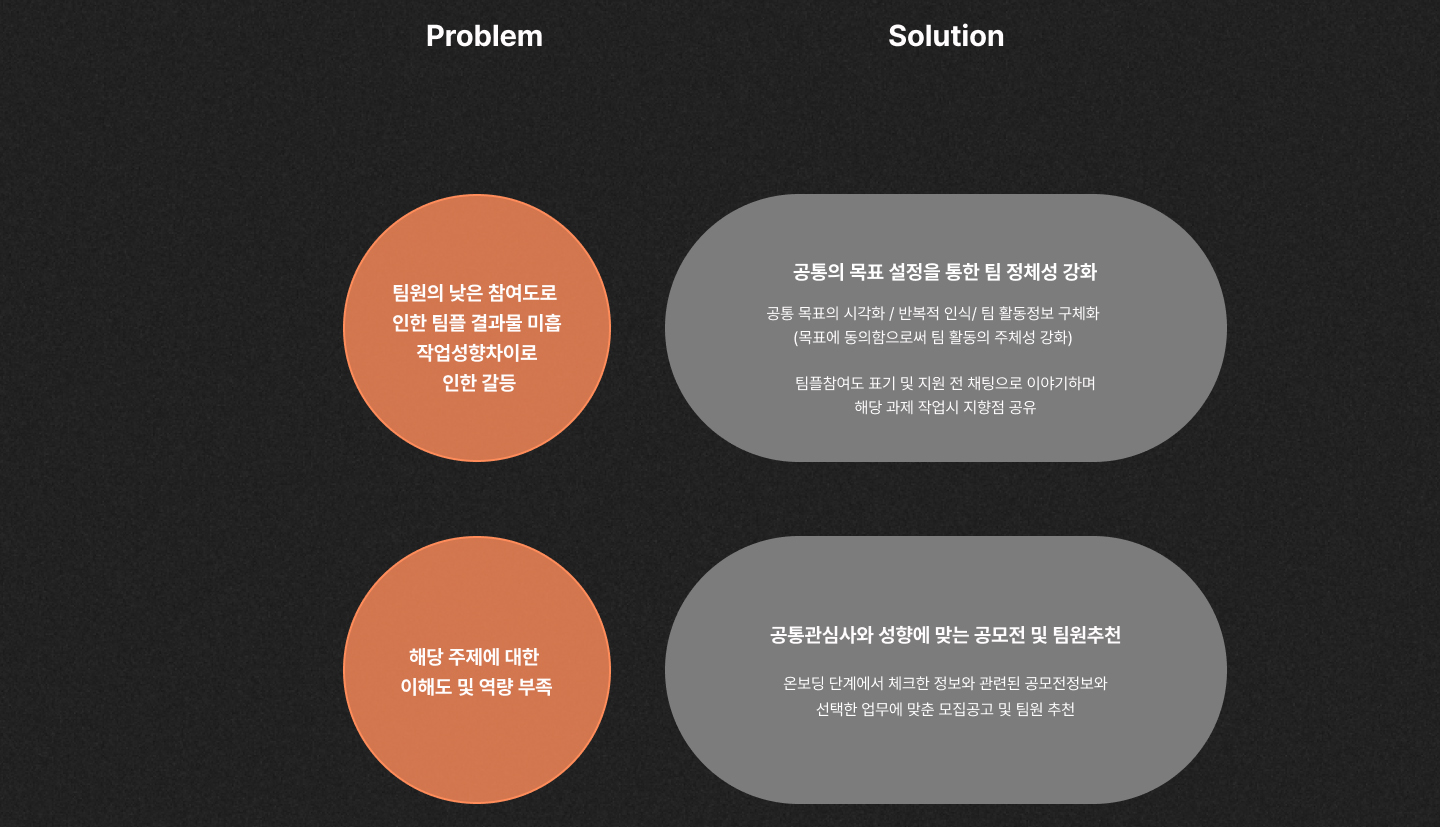 Problem
Solution
팀원의 낮은 참여도로
인한 팀플 결과물 미흡
작업성향차이로
인한 갈등
공통의 목표 설정을 통한 팀 정체성 강화
공통 목표의 시각화 / 반복적 인식/ 팀 활동정보 구체화
(목표에 동의함으로써 팀 활동의 주체성 강화)
팀플참여도 표기 및 지원 전 채팅으로 이야기하며
해당 과제 작업시 지향점 공유
해당 주제에 대한
이해도 및 역량 부족
공통관심사와 성향에 맞는 공모전 및 팀원추천
온보딩 단계에서 체크한 정보와 관련된 공모전정보와
선택한 업무에 맞춘 모집공고 및 팀원 추천